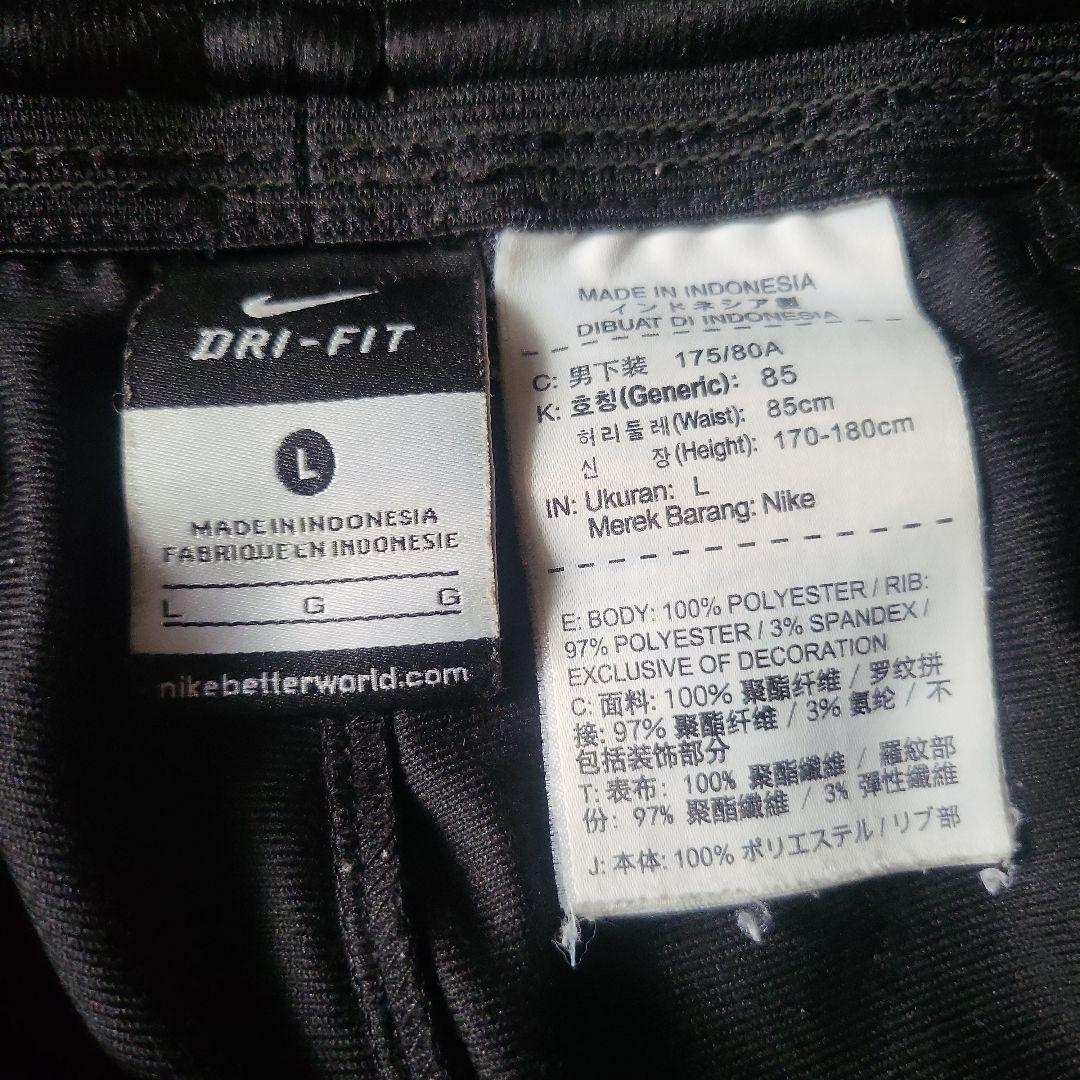 DRI-FIT
L
MADE IN INDONESIA
FABRIQUE EN INDONESIE
L G G
nikebetterworld.com
MADE IN INDONESIA
インドネシア製
DIBUAT DI INDONESIA
C: 男下装 175/80A
K: 호칭(Generic): 85
허리둘레(Waist): 85cm
신 장(Height): 170-180cm
IN: Ukuran: L
Merek Barang: Nike
E: BODY: 100% POLYESTER / RIB:
97% POLYESTER / 3% SPANDEX /
EXCLUSIVE OF DECORATION
C: 面料: 100% 聚酯纤维 / 罗纹拼
接: 97% 聚酯纤维 / 3% 氨纶 / 不
包括装饰部分
T: 表布: 100% 聚酯纖維 / 羅紋部
份: 97% 聚酯纖維 / 3% 彈性纖維
J: 本体: 100% ポリエステル / リブ部